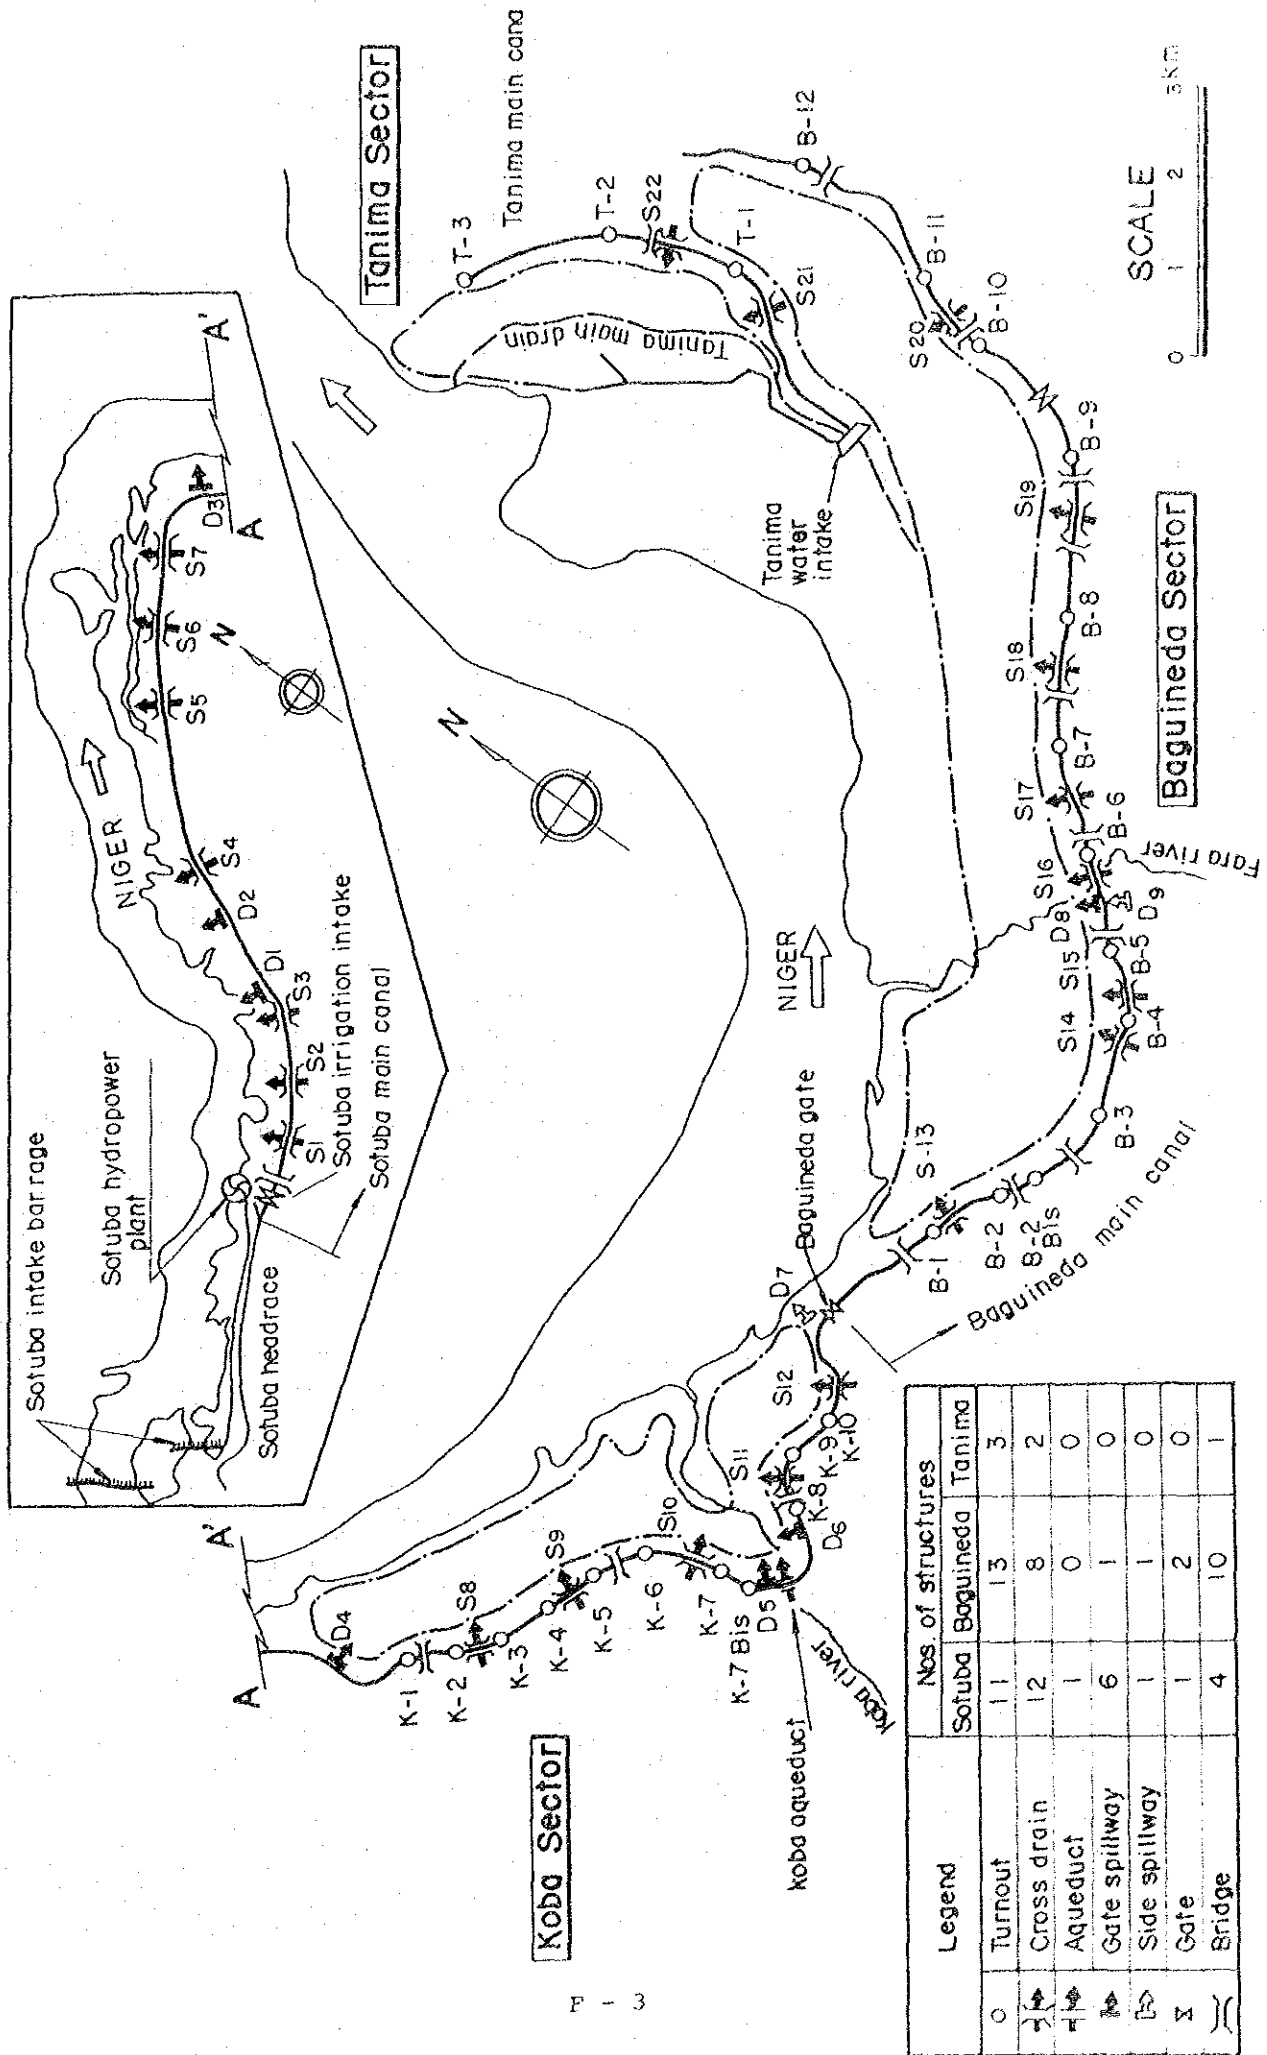 Sotuba intake bar rage
Sotuba hydropower
plant
Sotuba headrace
NIGER
S1
S2
S3
D1
D2
S4
S5
S6
S7
D3
A
A'
N
Sotuba irrigation intake
Sotuba main canal
Tanima Sector
Tanima main cana
T-3
T-2
S22
T-1
S21
Tanima main drain
Tanima
water
intake
N
NIGER
Koba Sector
A
A'
D4
K-1
K-2
S8
K-3
K-4
S9
K-5
K-6
S10
K-7
K-7 Bis
D5
D6
K-8
S11
K-9
K-10
S12
D7
koba aqueduct
Koba river
Baguineda gate
Baguineda main canal
B-1
S-13
B-2
B-2
Bis
B-3
S14
B-4
S15
B-5
D8
D9
S16
B-6
Fara river
S17
B-7
S18
B-8
S19
B-9
B-10
S20
B-11
B-12
Baguineda Sector
SCALE
0 1 2 3km
Legend
Nos. of structures
Sotuba Baguineda Tanima
Turnout 11 13 3
Cross drain 12 8 2
Aqueduct 1 0 0
Gate spillway 6 1 0
Side spillway 1 1 0
Gate 1 2 0
Bridge 4 10 1
F - 3